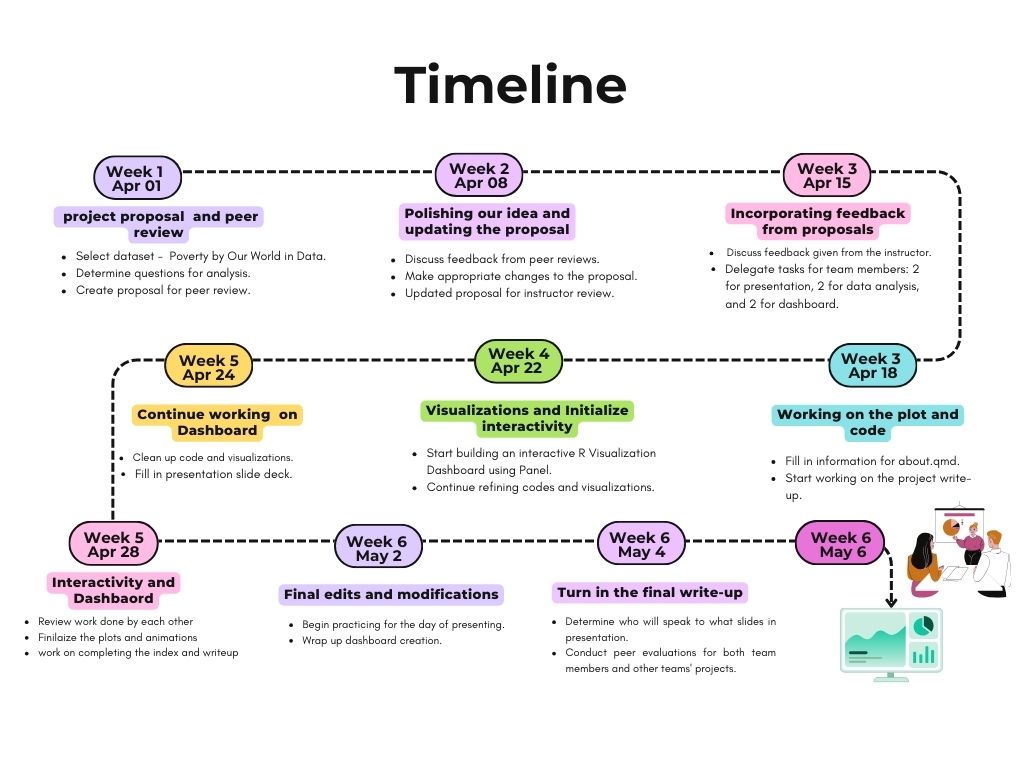 Timeline
Week 1
Apr 01
project proposal and peer
review
• Select dataset - Poverty by Our World in Data.
• Determine questions for analysis.
• Create proposal for peer review.
Week 2
Apr 08
Polishing our idea and
updating the proposal
• Discuss feedback from peer reviews.
• Make appropriate changes to the proposal.
• Updated proposal for instructor review.
Week 3
Apr 15
Incorporating feedback
from proposals
• Discuss feedback given from the instructor.
• Delegate tasks for team members: 2
for presentation, 2 for data analysis,
and 2 for dashboard.
Week 3
Apr 18
Working on the plot and
code
• Fill in information for about.qmd.
• Start working on the project write-
up.
Week 4
Apr 22
Visualizations and Initialize
interactivity
• Start building an interactive R Visualization
Dashboard using Panel.
• Continue refining codes and visualizations.
Week 5
Apr 24
Continue working on
Dashboard
• Clean up code and visualizations.
• Fill in presentation slide deck.
Week 5
Apr 28
Interactivity and
Dashbaord
• Review work done by each other
• Finilaize the plots and animations
• work on completing the index and writeup
Week 6
May 2
Final edits and modifications
• Begin practicing for the day of presenting.
• Wrap up dashboard creation.
Week 6
May 4
Turn in the final write-up
• Determine who will speak to what slides in
presentation.
• Conduct peer evaluations for both team
members and other teams' projects.
Week 6
May 6